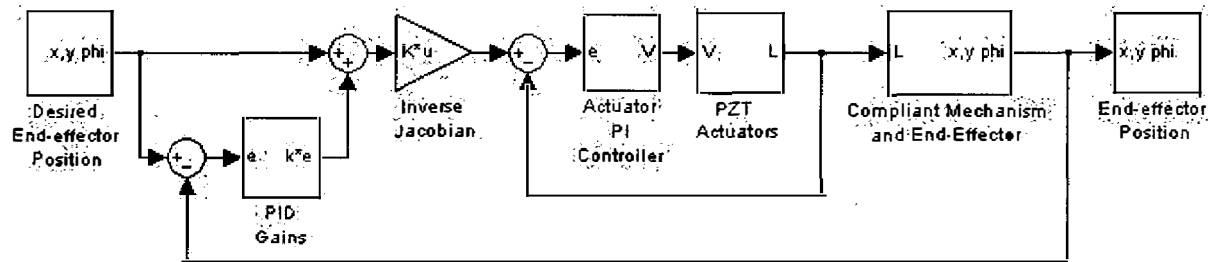 x,y phi
Desired
End-effector
Position
+
-
e
k*e
PID
Gains
+
+
K*u
Inverse
Jacobian
+
-
e
V
Actuator
PI
Controller
V
L
PZT
Actuators
L
x,y phi
Compliant Mechanism
and End-Effector
x,y phi
End-effector
Position